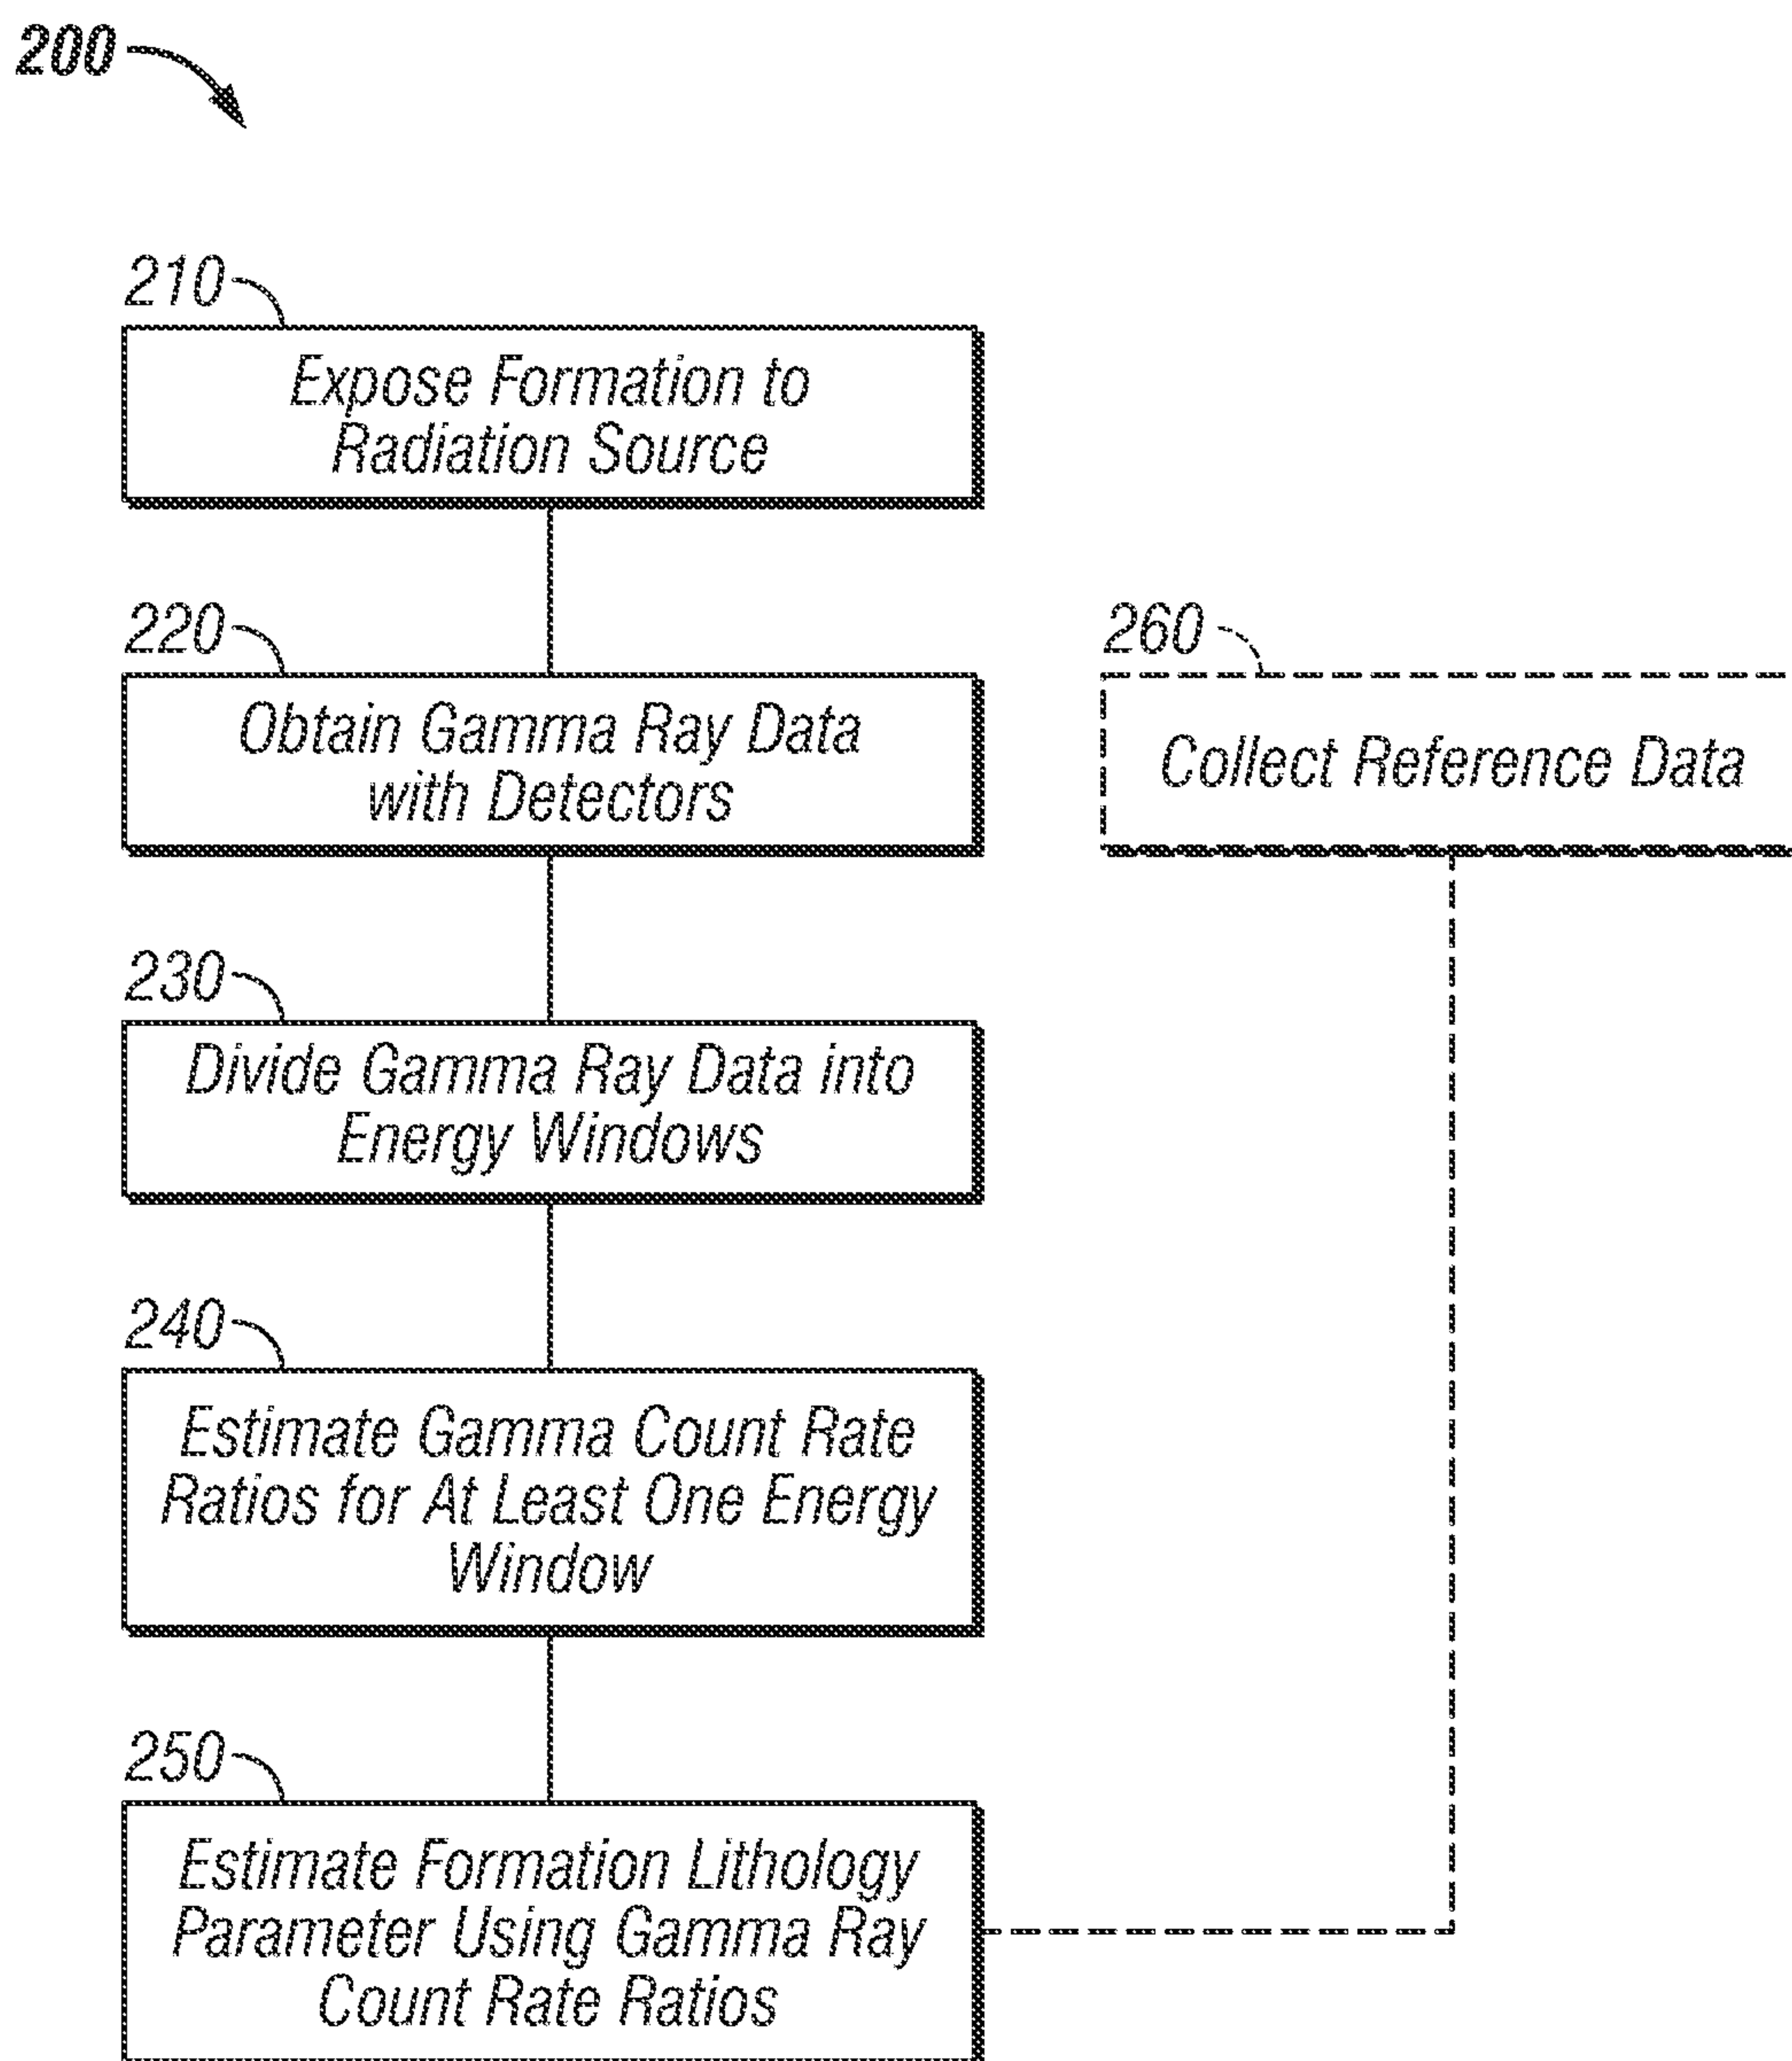 200
210
Expose Formation to
Radiation Source
220
Obtain Gamma Ray Data
with Detectors
260
Collect Reference Data
230
Divide Gamma Ray Data into
Energy Windows
240
Estimate Gamma Count Rate
Ratios for At Least One Energy
Window
250
Estimate Formation Lithology
Parameter Using Gamma Ray
Count Rate Ratios